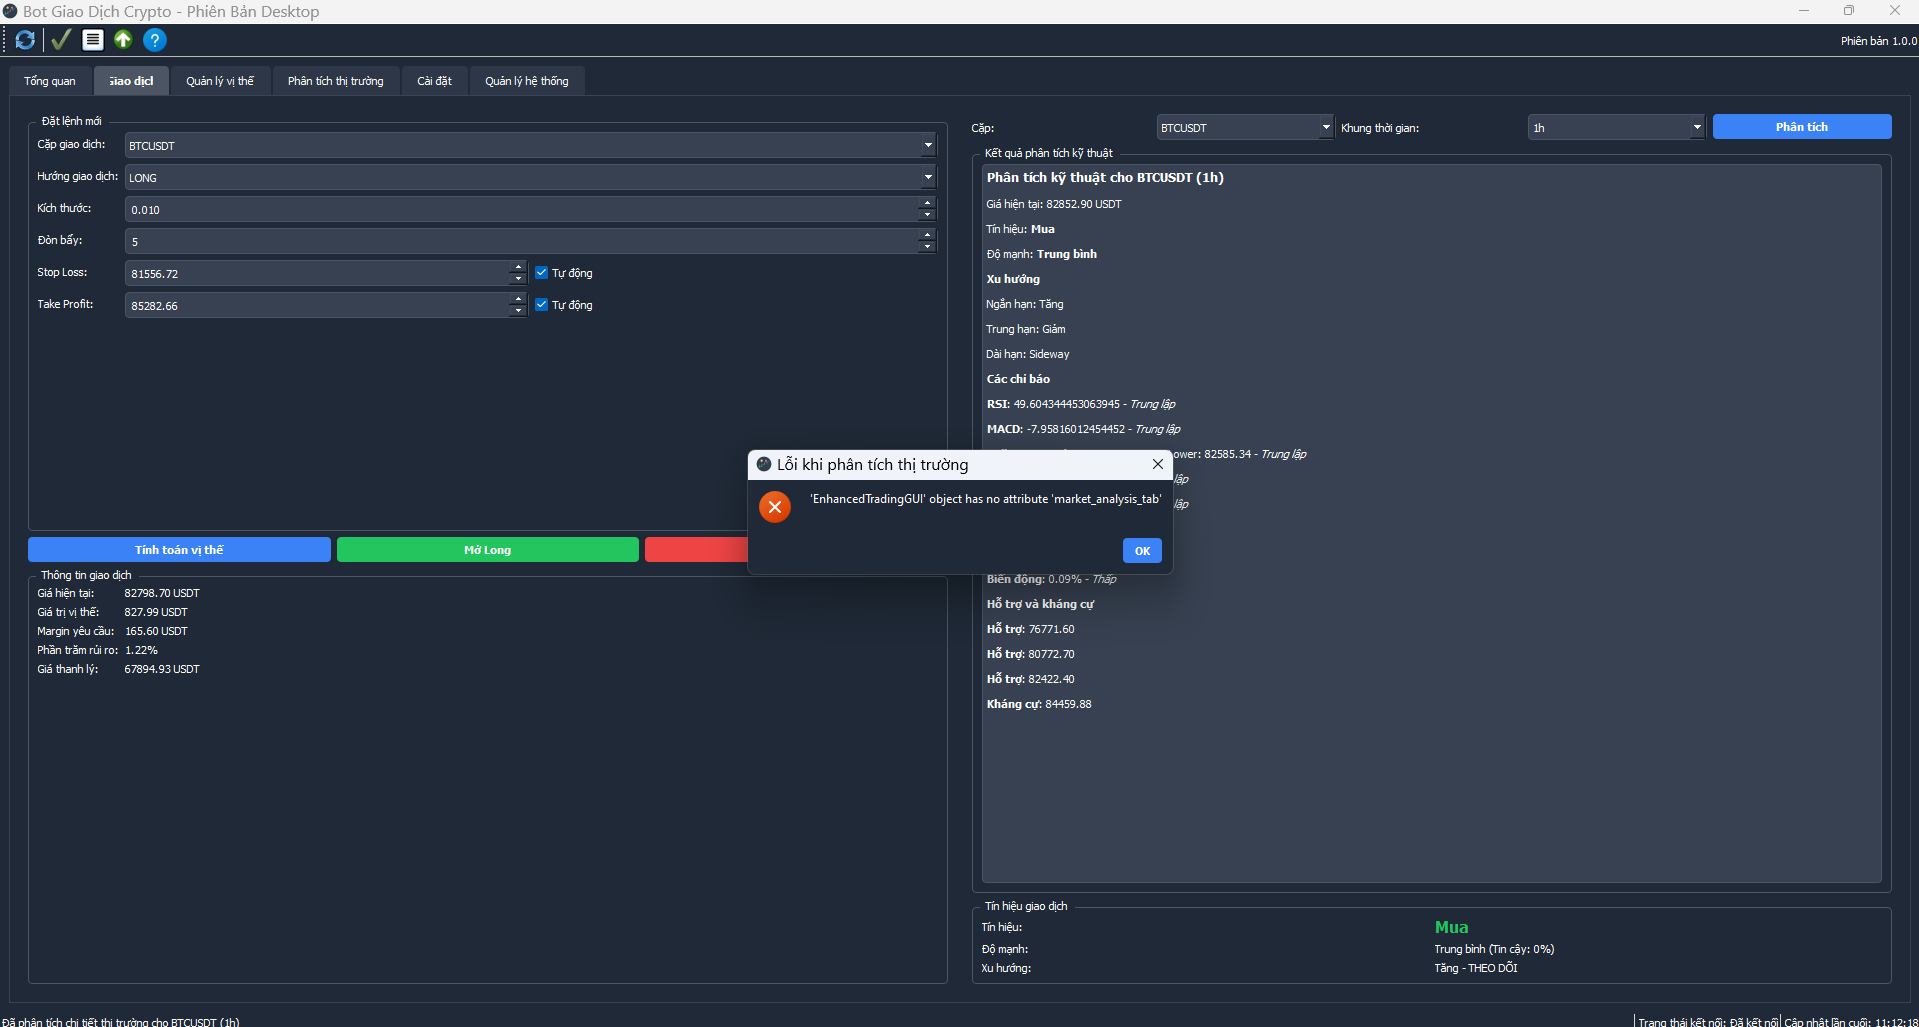 Bot Giao Dịch Crypto - Phiên Bản Desktop
Phiên bản 1.0.0
Tổng quan
Giao dịch
Quản lý vị thế
Phân tích thị trường
Cài đặt
Quản lý hệ thống
Đặt lệnh mới
Cặp giao dịch: BTCUSDT
Hướng giao dịch: LONG
Kích thước: 0.010
Đòn bẩy: 5
Stop Loss: 81556.72 Tự động
Take Profit: 85282.66 Tự động
Tính toán vị thế
Mở Long
Thông tin giao dịch
Giá hiện tại: 82798.70 USDT
Giá trị vị thế: 827.99 USDT
Margin yêu cầu: 165.60 USDT
Phần trăm rủi ro: 1.22%
Giá thanh lý: 67894.93 USDT
Cặp: BTCUSDT Khung thời gian: 1h Phân tích
Kết quả phân tích kỹ thuật
Phân tích kỹ thuật cho BTCUSDT (1h)
Giá hiện tại: 82852.90 USDT
Tín hiệu: Mua
Độ mạnh: Trung bình
Xu hướng
Ngắn hạn: Tăng
Trung hạn: Giảm
Dài hạn: Sideway
Các chỉ báo
RSI: 49.604344453063945 - Trung lập
MACD: -7.95816012454452 - Trung lập
ower: 82585.34 - Trung lập
lập
lập
Biến động: 0.09% - Thấp
Hỗ trợ và kháng cự
Hỗ trợ: 76771.60
Hỗ trợ: 80772.70
Hỗ trợ: 82422.40
Kháng cự: 84459.88
Lỗi khi phân tích thị trường
'EnhancedTradingGUI' object has no attribute 'market_analysis_tab'
OK
Tín hiệu giao dịch
Tín hiệu: Mua
Độ mạnh: Trung bình (Tin cậy: 0%)
Xu hướng: Tăng - THEO DÕI
Đã phân tích chi tiết thị trường cho BTCUSDT (1h)
Trạng thái kết nối: Đã kết nối
Cập nhật lần cuối: 11:12:18